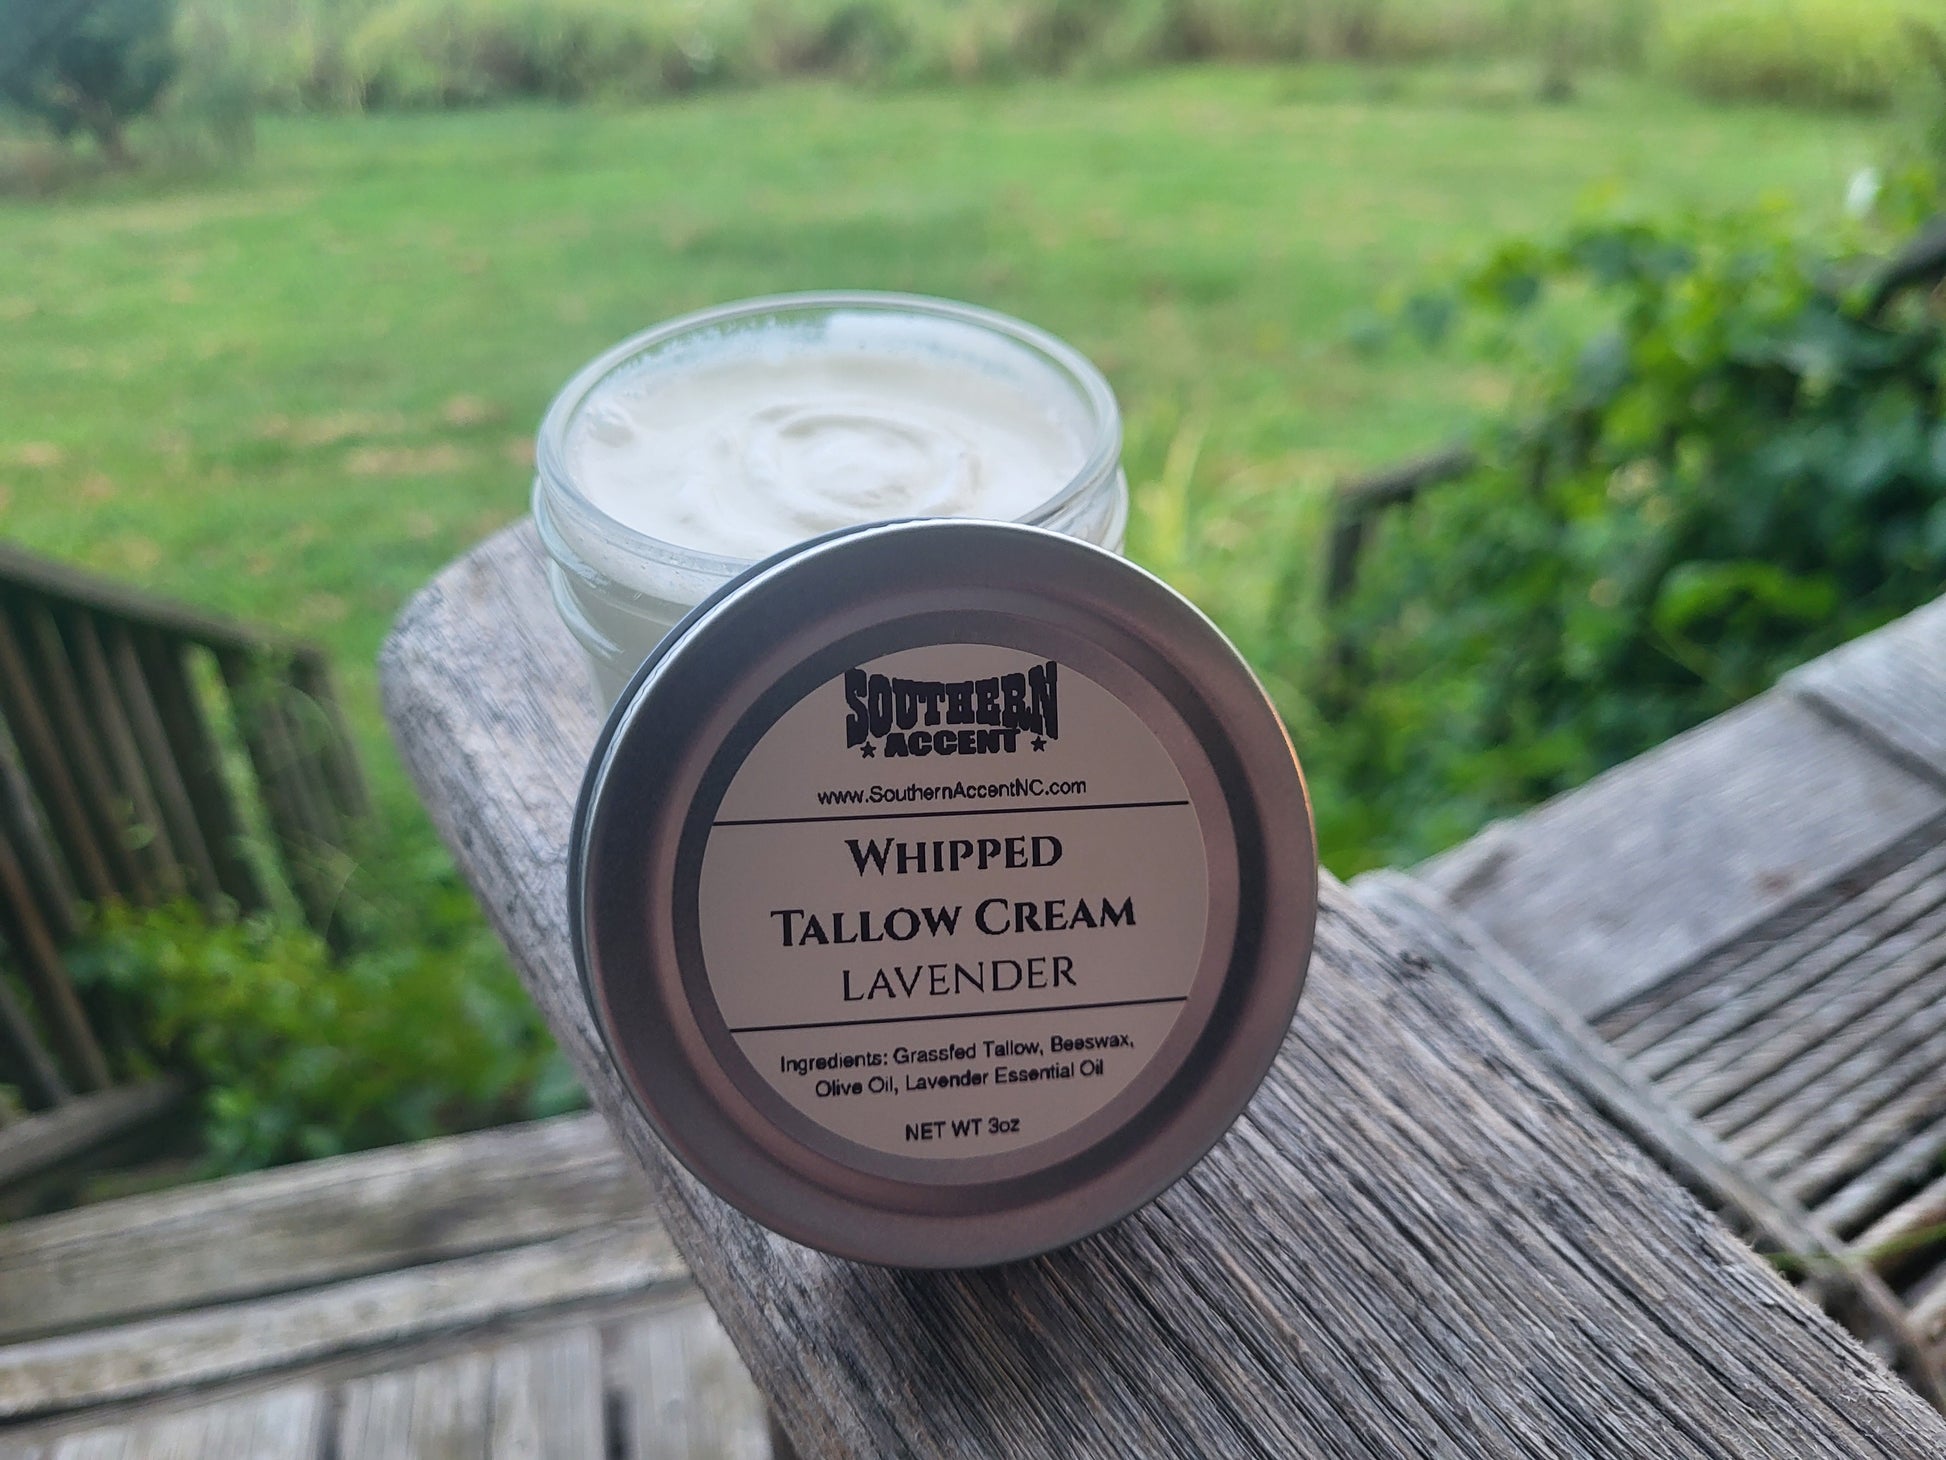 SOUTHERN
★ ACCENT ★
www.SouthernAccentNC.com
WHIPPED
TALLOW CREAM
LAVENDER
Ingredients: Grassfed Tallow, Beeswax,
Olive Oil, Lavender Essential Oil
NET WT 3oz